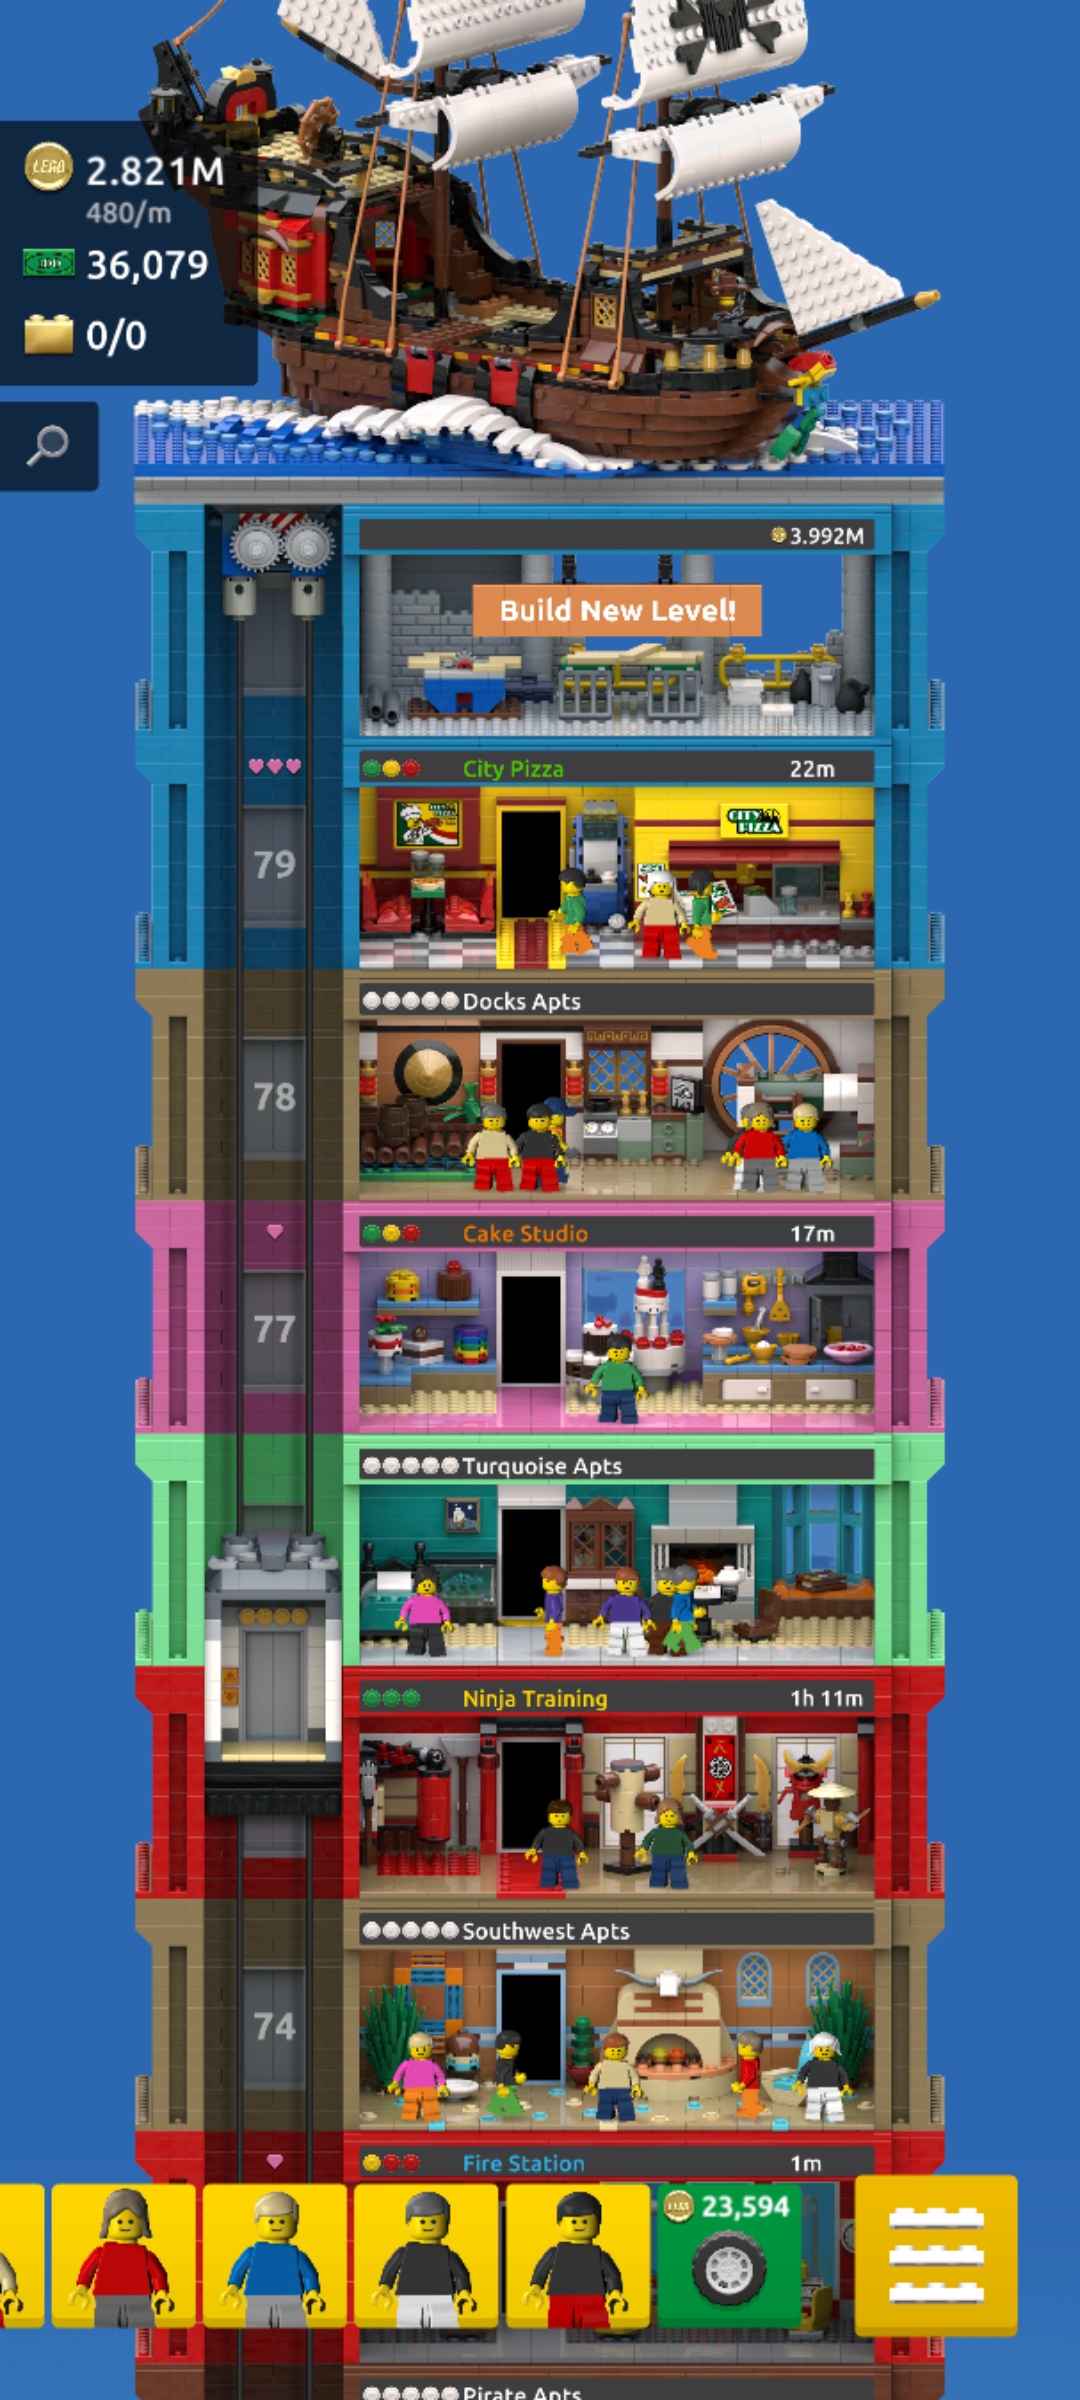 LEGO 2.821M
480/m
36,079
0/0
3.992M
Build New Level!
City Pizza 22m
CITY PIZZA
79
Docks Apts
78
Cake Studio 17m
77
Turquoise Apts
Ninja Training 1h 11m
Southwest Apts
74
Fire Station 1m
23,594
Pirate Apts